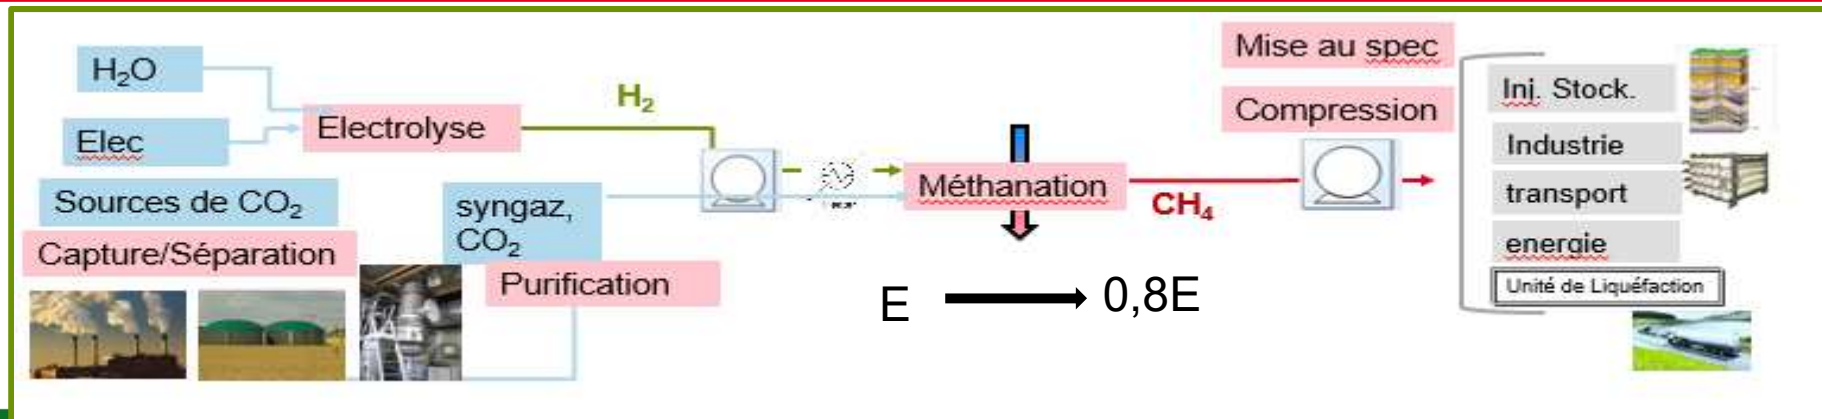 H₂O
Elec
Electrolyse
H₂
Sources de CO₂
Capture/Séparation
syngaz,
CO₂
Purification
Méthanation
E
0,8E
CH₄
Mise au spec
Compression
Inj. Stock.
Industrie
transport
energie
Unité de Liquéfaction